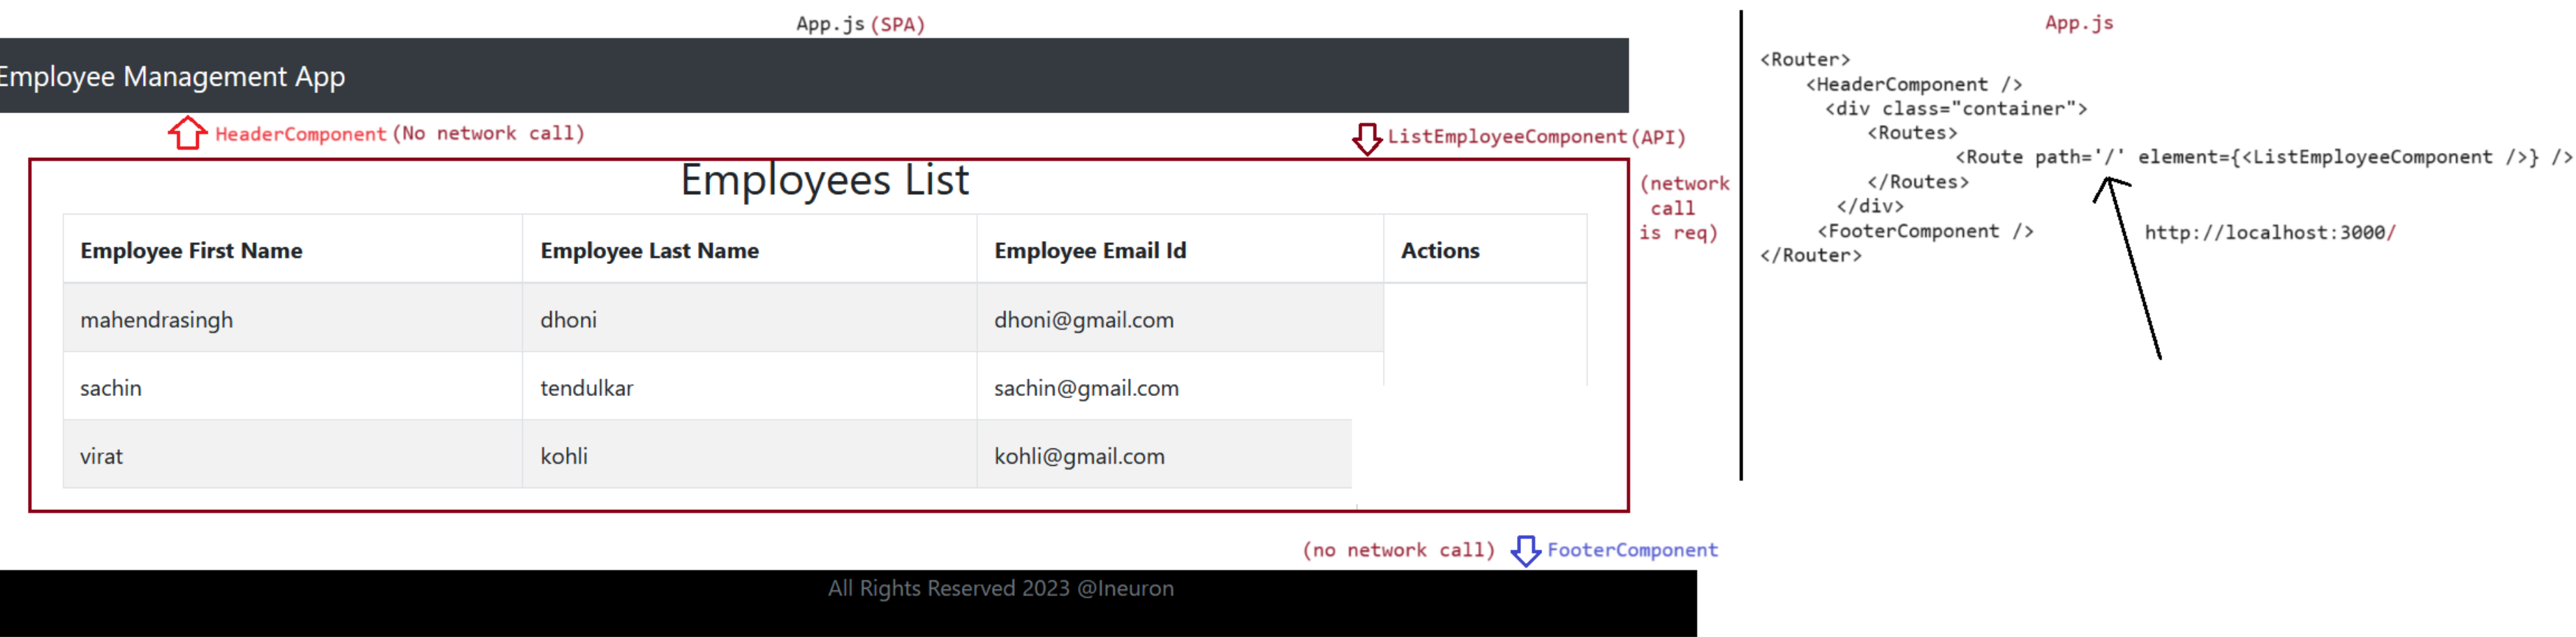 App.js (SPA)
Employee Management App
HeaderComponent (No network call)
ListEmployeeComponent (API)
(network
call
is req)
Employees List
Employee First Name Employee Last Name Employee Email Id Actions
mahendrasingh dhoni dhoni@gmail.com
sachin tendulkar sachin@gmail.com
virat kohli kohli@gmail.com
(no network call) FooterComponent
All Rights Reserved 2023 @Ineuron
App.js
<Router>
<HeaderComponent />
<div class="container">
<Routes>
<Route path='/' element={<ListEmployeeComponent />} />
</Routes>
</div>
<FooterComponent />
http://localhost:3000/
</Router>